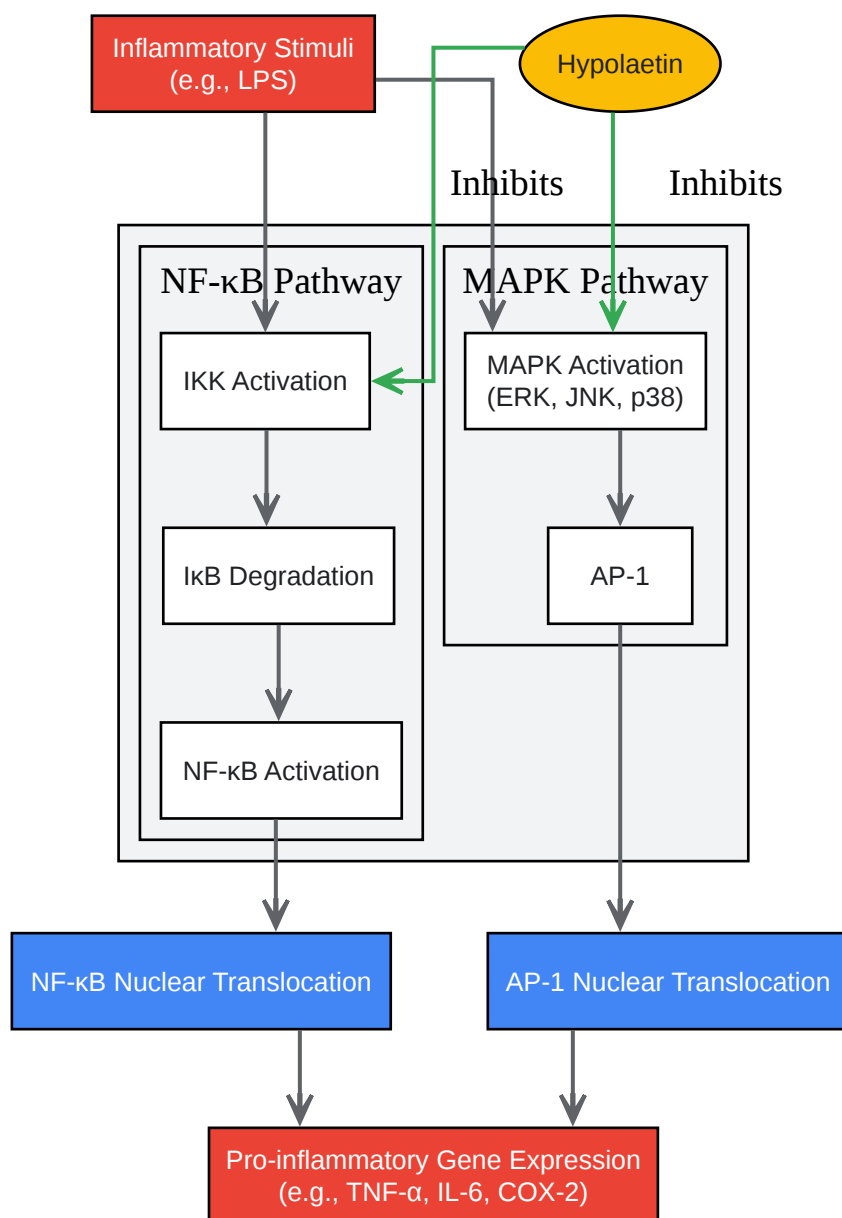 Inflammatory Stimuli
(e.g., LPS)
Hypolaetin
Inhibits
Inhibits
NF-κB Pathway
MAPK Pathway
IKK Activation
MAPK Activation
(ERK, JNK, p38)
IκB Degradation
AP-1
NF-κB Activation
NF-κB Nuclear Translocation
AP-1 Nuclear Translocation
Pro-inflammatory Gene Expression
(e.g., TNF-α, IL-6, COX-2)